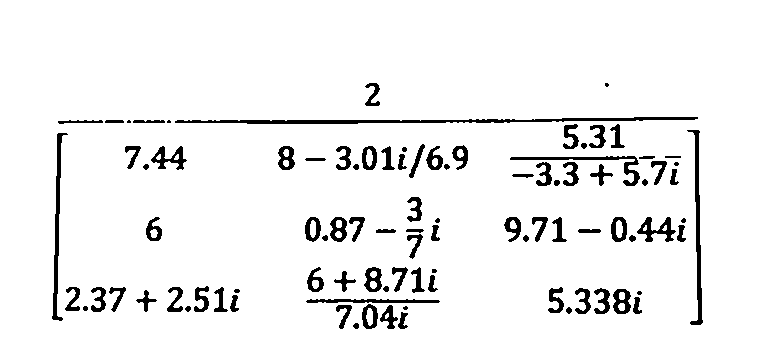 2
7.44 8 − 3.01i/6.9 5.31/(−3.3 + 5.7i)
6 0.87 − 3/7 i 9.71 − 0.44i
2.37 + 2.51i (6 + 8.71i)/(7.04i) 5.338i